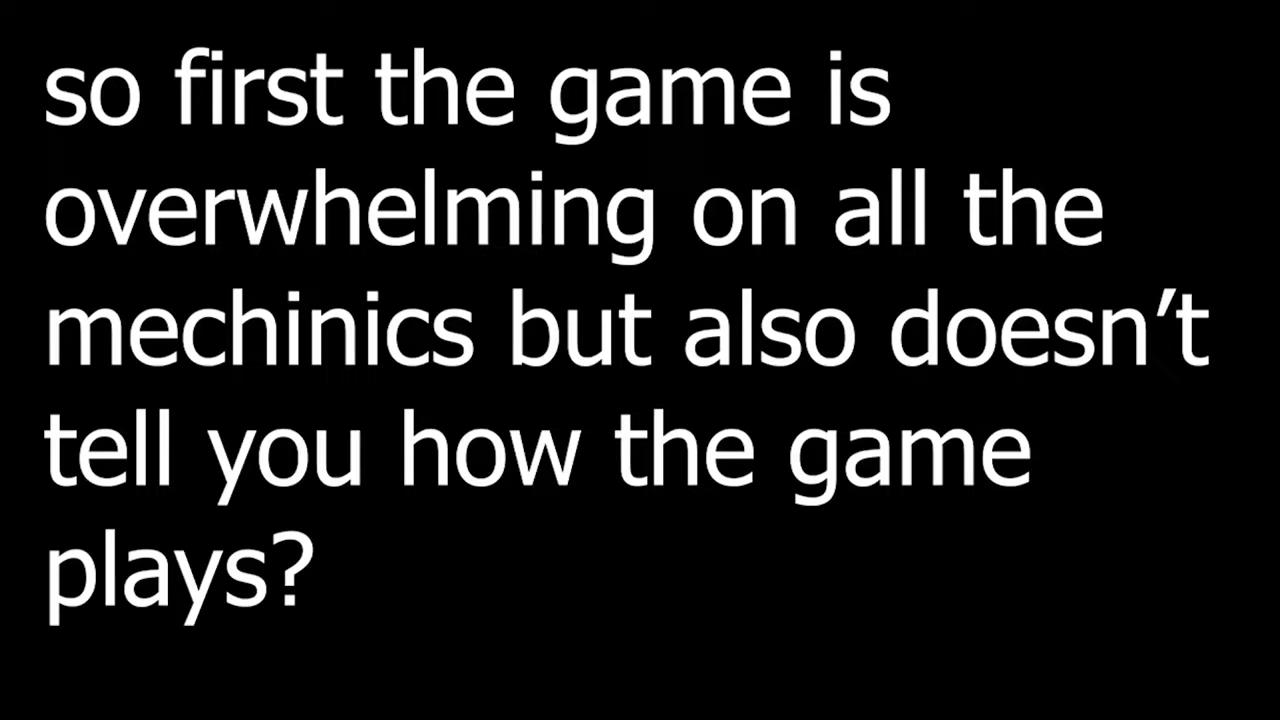 so first the game is
overwhelming on all the
mechinics but also doesn’t
tell you how the game
plays?